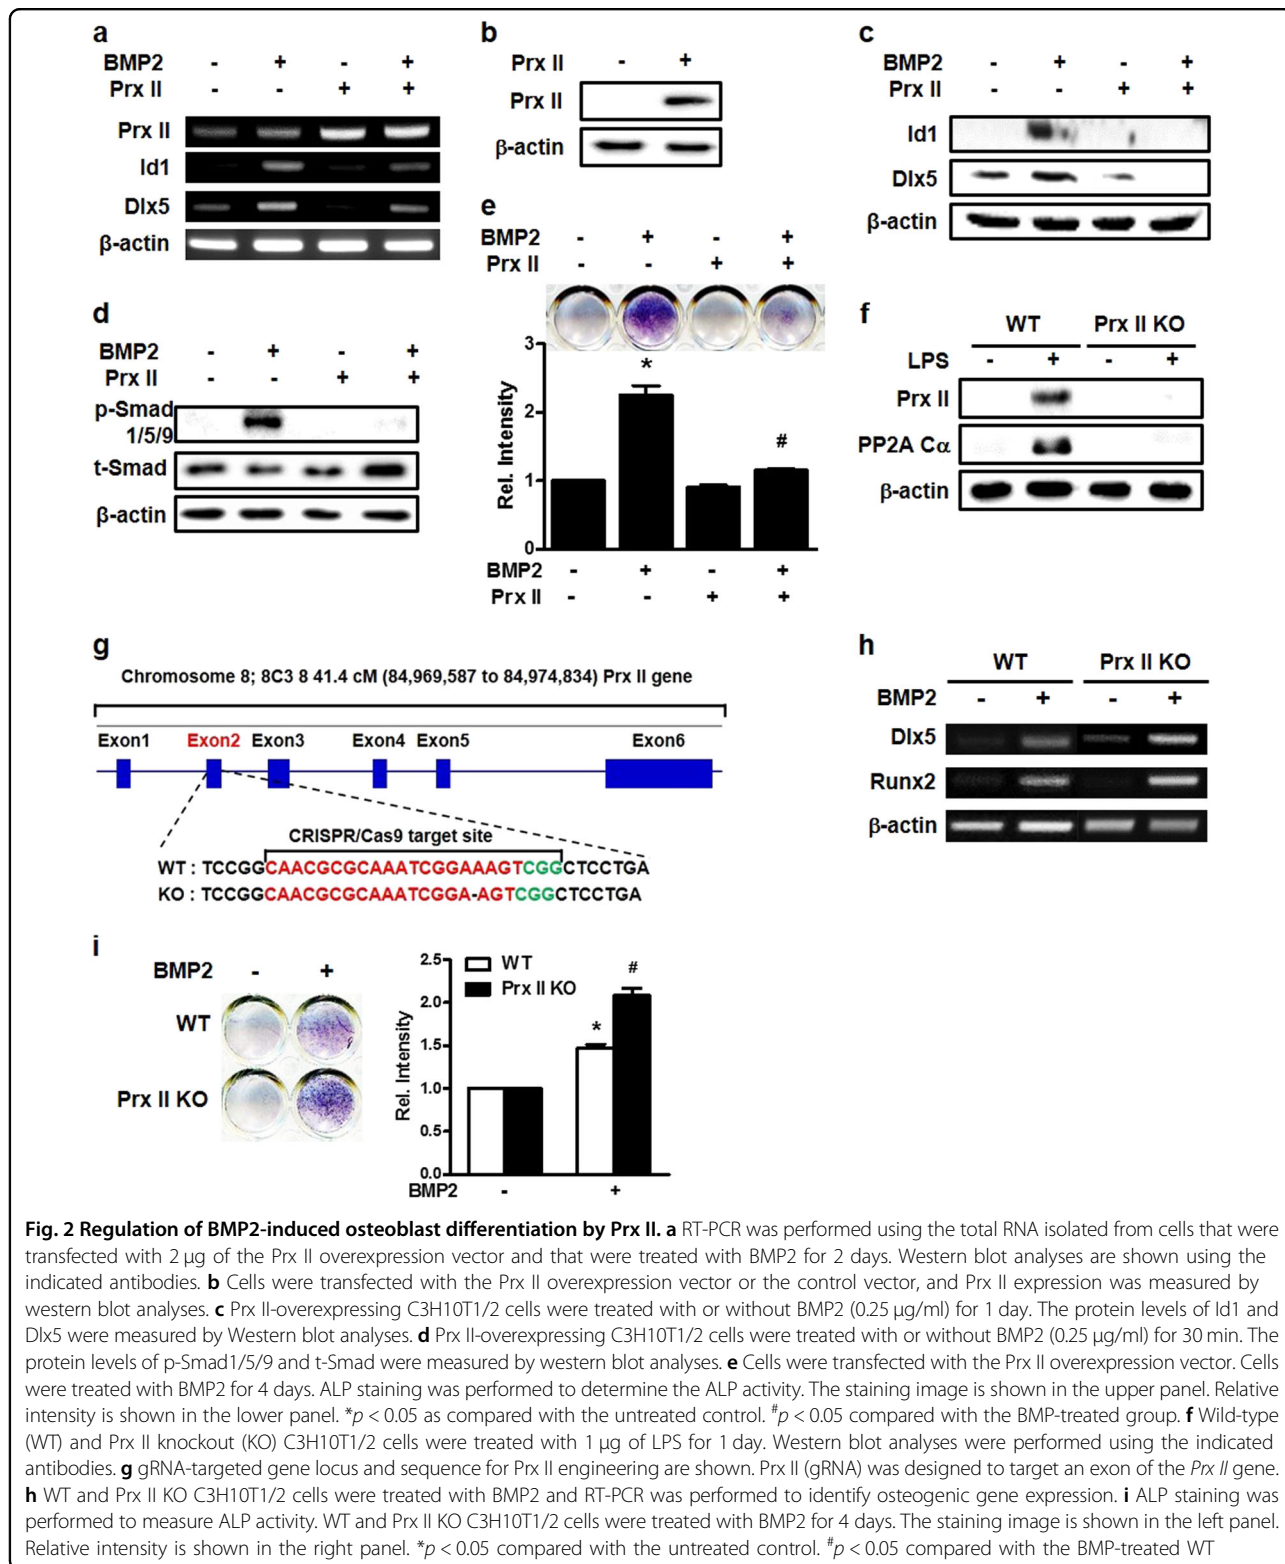 a
BMP2 - + - +
Prx II - - + +
Prx II
Id1
Dlx5
β-actin
b
Prx II - +
Prx II
β-actin
c
BMP2 - + - +
Prx II - - + +
Id1
Dlx5
β-actin
d
BMP2 - + - +
Prx II - - + +
p-Smad
1/5/9
t-Smad
β-actin
e
BMP2 - + - +
Prx II - - + +
3
2
1
0
Rel. Intensity
*
#
BMP2 - + - +
Prx II - - + +
f
WT Prx II KO
LPS - + - +
Prx II
PP2A Cα
β-actin
g
Chromosome 8; 8C3 8 41.4 cM (84,969,587 to 84,974,834) Prx II gene
Exon1 Exon2 Exon3 Exon4 Exon5 Exon6
CRISPR/Cas9 target site
WT : TCCGGCAACGCGCAAATCGGAAAGTCGGCTCCTGA
KO : TCCGGCAACGCGCAAATCGGA-AGTCGGCTCCTGA
h
WT Prx II KO
BMP2 - + - +
Dlx5
Runx2
β-actin
i
BMP2 - +
WT
Prx II KO
2.5
2.0
1.5
1.0
0.5
0.0
Rel. Intensity
WT
Prx II KO
*
#
BMP2 - +
Fig. 2 Regulation of BMP2-induced osteoblast differentiation by Prx II. a RT-PCR was performed using the total RNA isolated from cells that were
transfected with 2 µg of the Prx II overexpression vector and that were treated with BMP2 for 2 days. Western blot analyses are shown using the
indicated antibodies. b Cells were transfected with the Prx II overexpression vector or the control vector, and Prx II expression was measured by
western blot analyses. c Prx II-overexpressing C3H10T1/2 cells were treated with or without BMP2 (0.25 µg/ml) for 1 day. The protein levels of Id1 and
Dlx5 were measured by Western blot analyses. d Prx II-overexpressing C3H10T1/2 cells were treated with or without BMP2 (0.25 µg/ml) for 30 min. The
protein levels of p-Smad1/5/9 and t-Smad were measured by western blot analyses. e Cells were transfected with the Prx II overexpression vector. Cells
were treated with BMP2 for 4 days. ALP staining was performed to determine the ALP activity. The staining image is shown in the upper panel. Relative
intensity is shown in the lower panel. *p < 0.05 as compared with the untreated control. #p < 0.05 compared with the BMP-treated group. f Wild-type
(WT) and Prx II knockout (KO) C3H10T1/2 cells were treated with 1 µg of LPS for 1 day. Western blot analyses were performed using the indicated
antibodies. g gRNA-targeted gene locus and sequence for Prx II engineering are shown. Prx II (gRNA) was designed to target an exon of the Prx II gene.
h WT and Prx II KO C3H10T1/2 cells were treated with BMP2 and RT-PCR was performed to identify osteogenic gene expression. i ALP staining was
performed to measure ALP activity. WT and Prx II KO C3H10T1/2 cells were treated with BMP2 for 4 days. The staining image is shown in the left panel.
Relative intensity is shown in the right panel. *p < 0.05 compared with the untreated control. #p < 0.05 compared with the BMP-treated WT